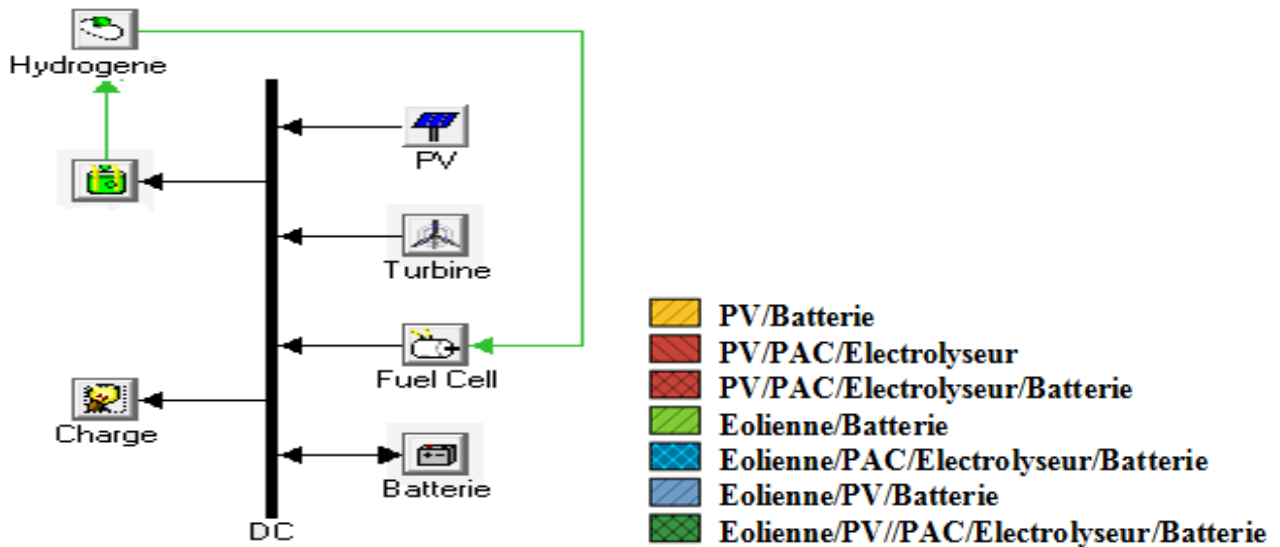 Hydrogene
PV
Turbine
Fuel Cell
Charge
Batterie
DC
PV/Batterie
PV/PAC/Electrolyseur
PV/PAC/Electrolyseur/Batterie
Eolienne/Batterie
Eolienne/PAC/Electrolyseur/Batterie
Eolienne/PV/Batterie
Eolienne/PV//PAC/Electrolyseur/Batterie